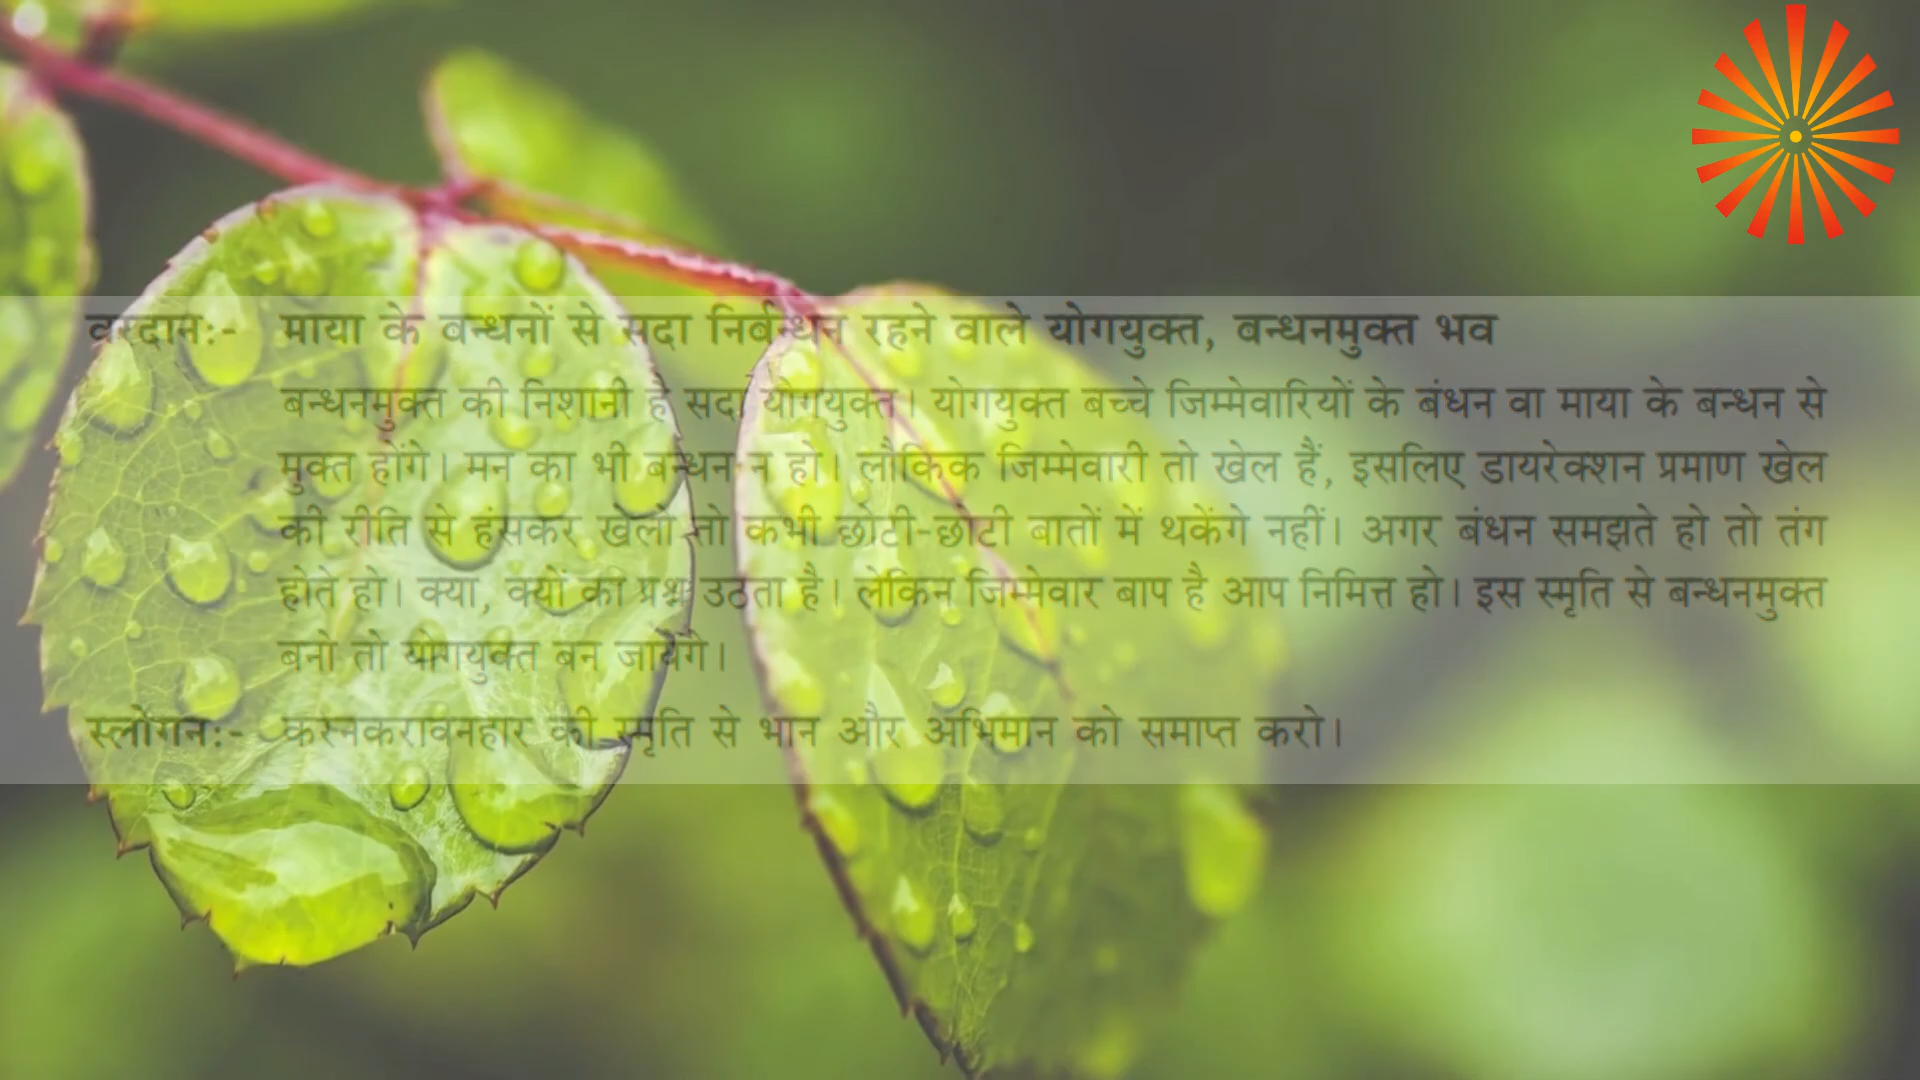 वरदान:- माया के बन्धनों से सदा निर्बन्धन रहने वाले योगयुक्त, बन्धनमुक्त भव
बन्धनमुक्त की निशानी है सदा योगयुक्त। योगयुक्त बच्चे जिम्मेवारियों के बंधन वा माया के बन्धन से
मुक्त होंगे। मन का भी बन्धन न हो। लौकिक जिम्मेवारी तो खेल हैं, इसलिए डायरेक्शन प्रमाण खेल
की रीति से हंसकर खेलो तो कभी छोटी-छोटी बातों में थकेंगे नहीं। अगर बंधन समझते हो तो तंग
होते हो। क्या, क्यों का प्रश्न उठता है। लेकिन जिम्मेवार बाप है आप निमित्त हो। इस स्मृति से बन्धनमुक्त
बनो तो योगयुक्त बन जायेंगे।
स्लोगन:- करनकरावनहार की स्मृति से भान और अभिमान को समाप्त करो।